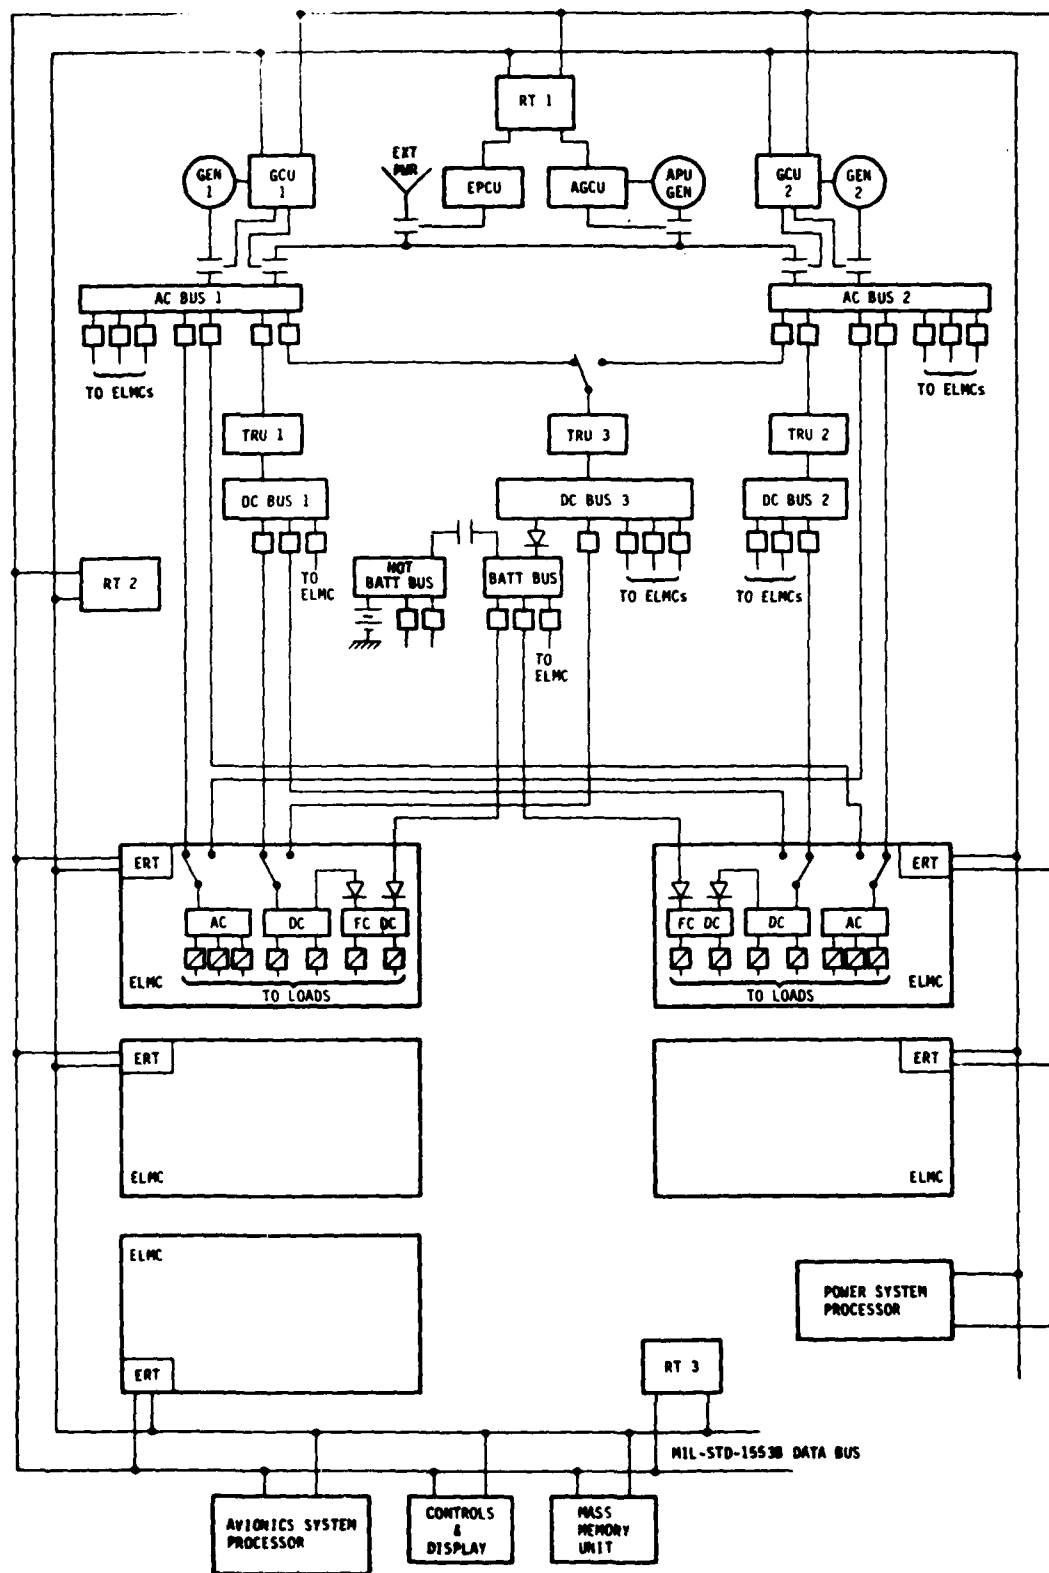 RT 1
EXT
PWR
GEN
1
GCU
1
EPCU
AGCU
APU
GEN
GCU
2
GEN
2
AC BUS 1
AC BUS 2
TO ELMCs
TO ELMCs
TRU 1
TRU 3
TRU 2
DC BUS 1
DC BUS 3
DC BUS 2
RT 2
TO
ELMC
HOT
BATT BUS
BATT BUS
TO ELMCs
TO ELMCs
TO
ELMC
ERT
AC
DC
FC DC
ELMC
TO LOADS
ERT
FC DC
DC
AC
TO LOADS
ELMC
ERT
ELMC
ERT
ELMC
ELMC
ERT
POWER SYSTEM
PROCESSOR
RT 3
MIL-STD-1553B DATA BUS
AVIONICS SYSTEM
PROCESSOR
CONTROLS
&
DISPLAY
MASS
MEMORY
UNIT